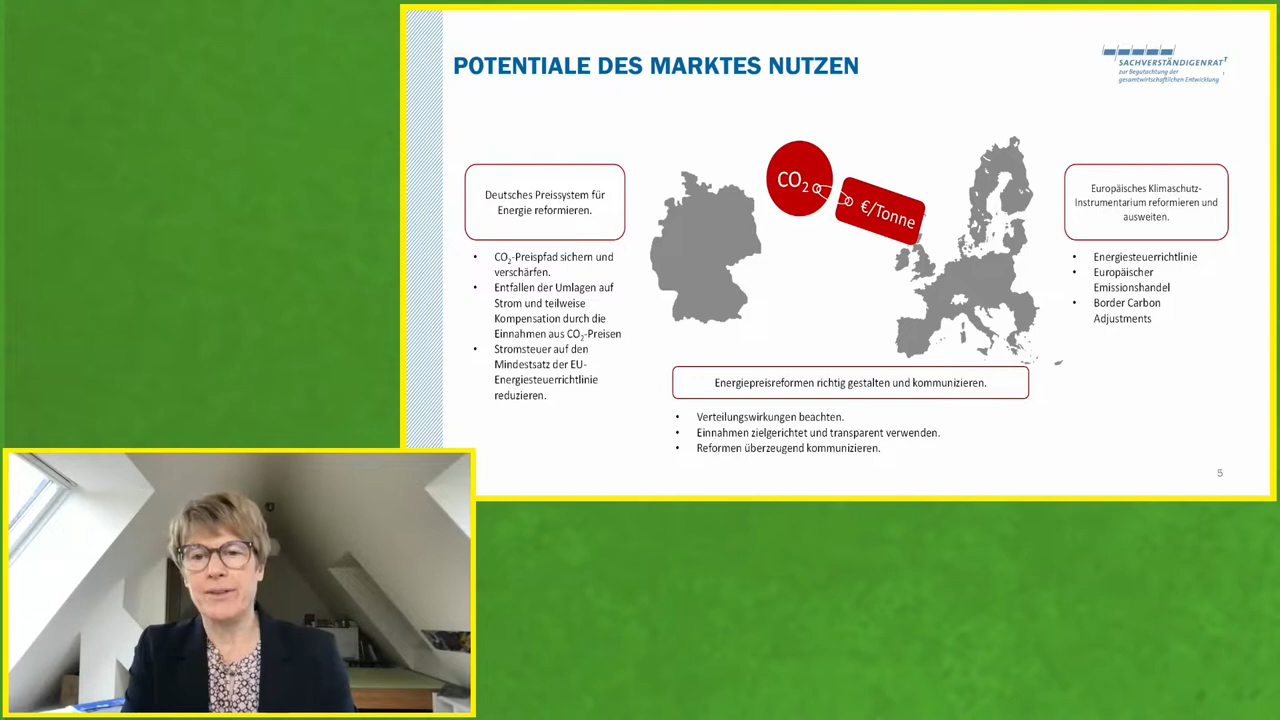 POTENTIALE DES MARKTES NUTZEN
SACHVERSTÄNDIGENRAT
zur Begutachtung der
gesamtwirtschaftlichen Entwicklung
Deutsches Preissystem für
Energie reformieren.
• CO₂-Preispfad sichern und
verschärfen.
• Entfallen der Umlagen auf
Strom und teilweise
Kompensation durch die
Einnahmen aus CO₂-Preisen
• Stromsteuer auf den
Mindestsatz der EU-
Energiesteuerrichtlinie
reduzieren.
CO₂
€/Tonne
Europäisches Klimaschutz-
Instrumentarium reformieren und
ausweiten.
• Energiesteuerrichtlinie
• Europäischer
Emissionshandel
• Border Carbon
Adjustments
Energiepreisreformen richtig gestalten und kommunizieren.
• Verteilungswirkungen beachten.
• Einnahmen zielgerichtet und transparent verwenden.
• Reformen überzeugend kommunizieren.
5